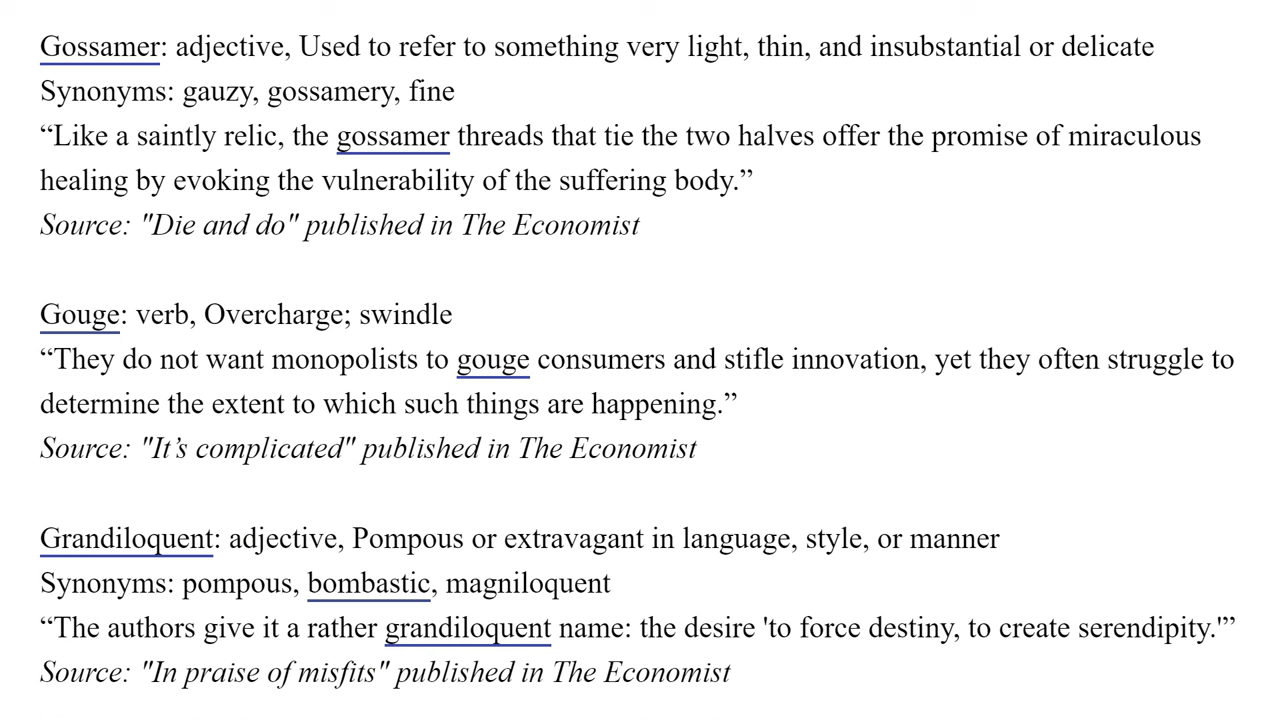 Gossamer: adjective, Used to refer to something very light, thin, and insubstantial or delicate
Synonyms: gauzy, gossamery, fine
“Like a saintly relic, the gossamer threads that tie the two halves offer the promise of miraculous
healing by evoking the vulnerability of the suffering body.”
Source: "Die and do" published in The Economist
Gouge: verb, Overcharge; swindle
“They do not want monopolists to gouge consumers and stifle innovation, yet they often struggle to
determine the extent to which such things are happening.”
Source: "It’s complicated" published in The Economist
Grandiloquent: adjective, Pompous or extravagant in language, style, or manner
Synonyms: pompous, bombastic, magniloquent
“The authors give it a rather grandiloquent name: the desire 'to force destiny, to create serendipity.'”
Source: "In praise of misfits" published in The Economist